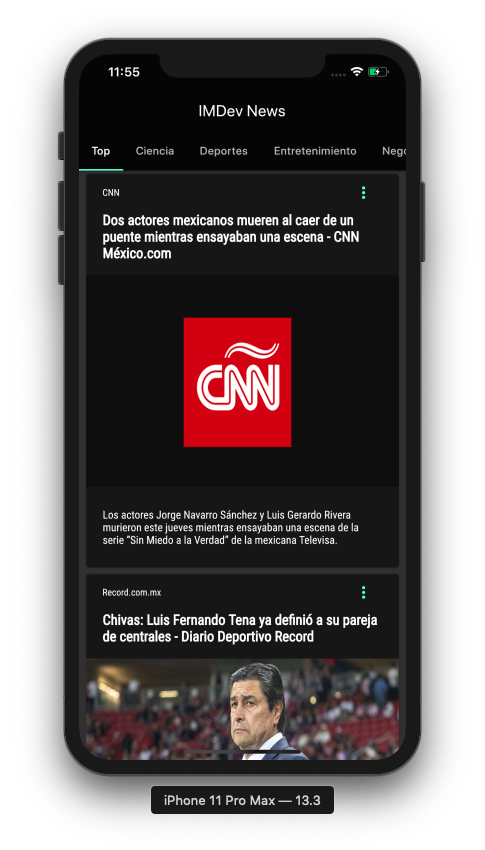 11:55
IMDev News
Top Ciencia Deportes Entretenimiento Nego
CNN
Dos actores mexicanos mueren al caer de un
puente mientras ensayaban una escena - CNN
México.com
CNN
Los actores Jorge Navarro Sánchez y Luis Gerardo Rivera
murieron este jueves mientras ensayaban una escena de la
serie “Sin Miedo a la Verdad” de la mexicana Televisa.
Record.com.mx
Chivas: Luis Fernando Tena ya definió a su pareja
de centrales - Diario Deportivo Record
iPhone 11 Pro Max — 13.3